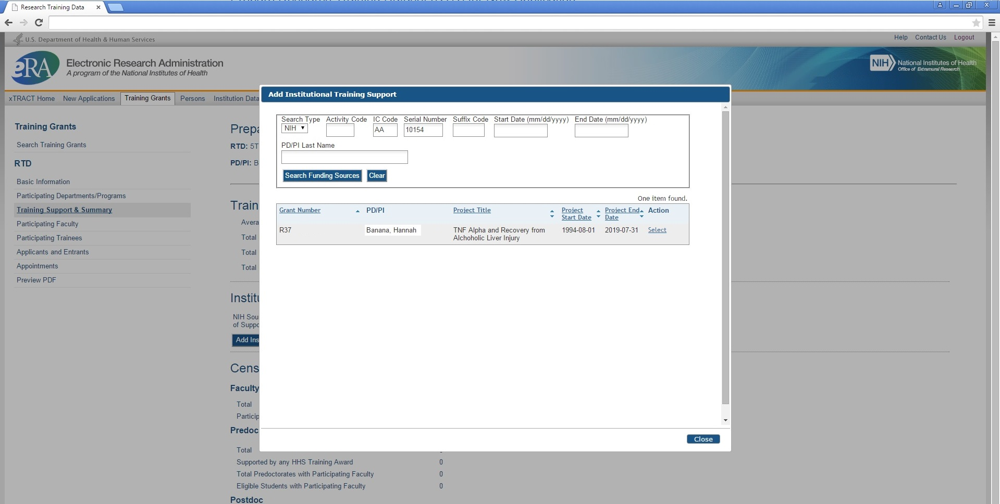 Research Training Data
U.S. Department of Health & Human Services
Help Contact Us Logout
eRA
Electronic Research Administration
A program of the National Institutes of Health
NIH National Institutes of Health
Office of Extramural Research
xTRACT Home New Applications Training Grants Persons Institution Data
Training Grants
Search Training Grants
RTD
Basic Information
Participating Departments/Programs
Training Support & Summary
Participating Faculty
Participating Trainees
Applicants and Entrants
Appointments
Preview PDF
Prepa
RTD: 5T
PD/PI: B
Train
Avera
Total
Total
Total
Instit
NIH Sou
of Suppo
Add Ins
Cens
Faculty
Total
Particip
Predoc
Total
Supported by any HHS Training Award 0
Total Predoctorates with Participating Faculty 0
Eligible Students with Participating Faculty 0
Postdoc
Add Institutional Training Support
Search Type Activity Code IC Code Serial Number Suffix Code Start Date (mm/dd/yyyy) End Date (mm/dd/yyyy)
NIH AA 10154
PD/PI Last Name
Search Funding Sources Clear
One item found.
Grant Number PD/PI Project Title Project Start Date Project End Date Action
R37 Banana, Hannah TNF Alpha and Recovery from 1994-08-01 2019-07-31 Select
Alchoholic Liver Injury
Close